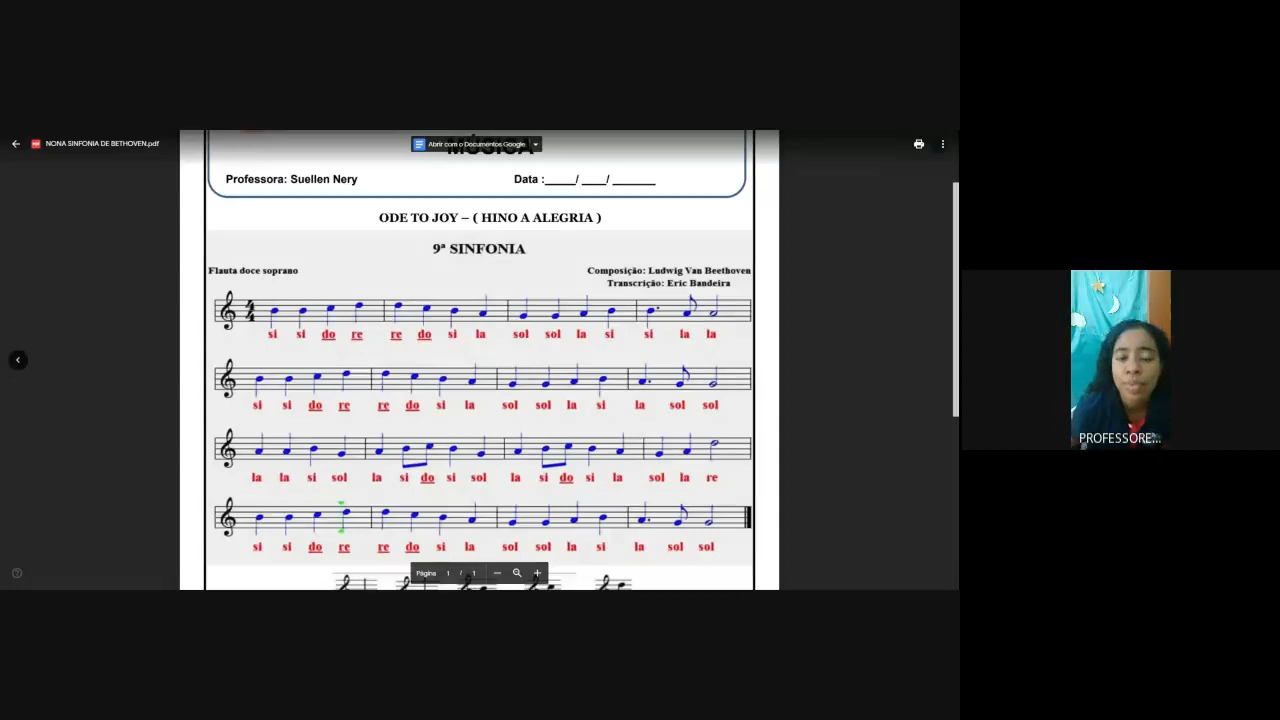 NONA SINFONIA DE BETHOVEN.pdf
Abrir com o Documentos Google
MÚSICA
Professora: Suellen Nery Data :_____/ ____/ _______
ODE TO JOY – ( HINO A ALEGRIA )
9ª SINFONIA
Flauta doce soprano Composição: Ludwig Van Beethoven
Transcrição: Eric Bandeira
4
4
si si do re re do si la sol sol la si si la la
si si do re re do si la sol sol la si la sol sol
la la si sol la si do si sol la si do si la sol la re
si si do re re do si la sol sol la si la sol sol
Página 1 / 1
PROFESSORE...